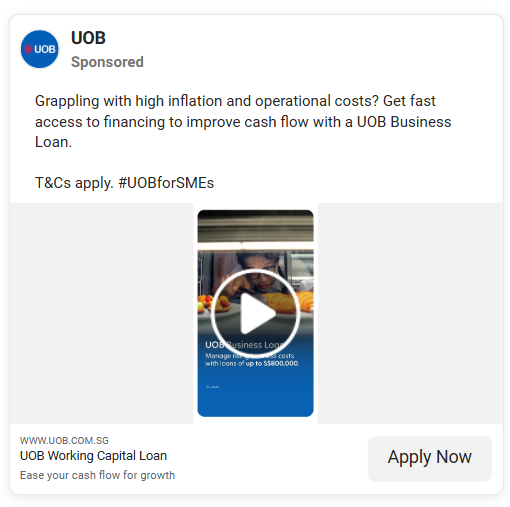 UOB
UOB
Sponsored
Grappling with high inflation and operational costs? Get fast
access to financing to improve cash flow with a UOB Business
Loan.
T&Cs apply. #UOBforSMEs
UOB Business Loan
Manage rising business costs
with loans of up to S$800,000.
WWW.UOB.COM.SG
UOB Working Capital Loan
Ease your cash flow for growth
Apply Now